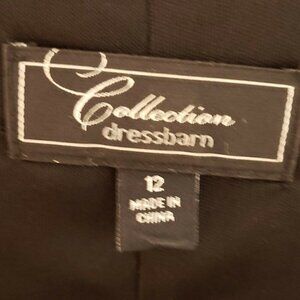 Collection
dressbarn
12
MADE IN
CHINA